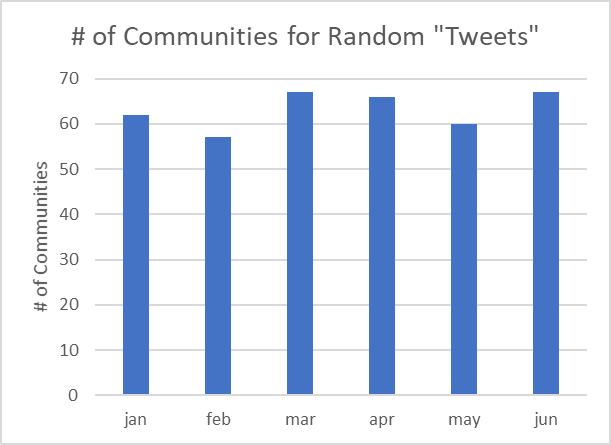 # of Communities for Random "Tweets"
# of Communities
70
60
50
40
30
20
10
0
jan feb mar apr may jun